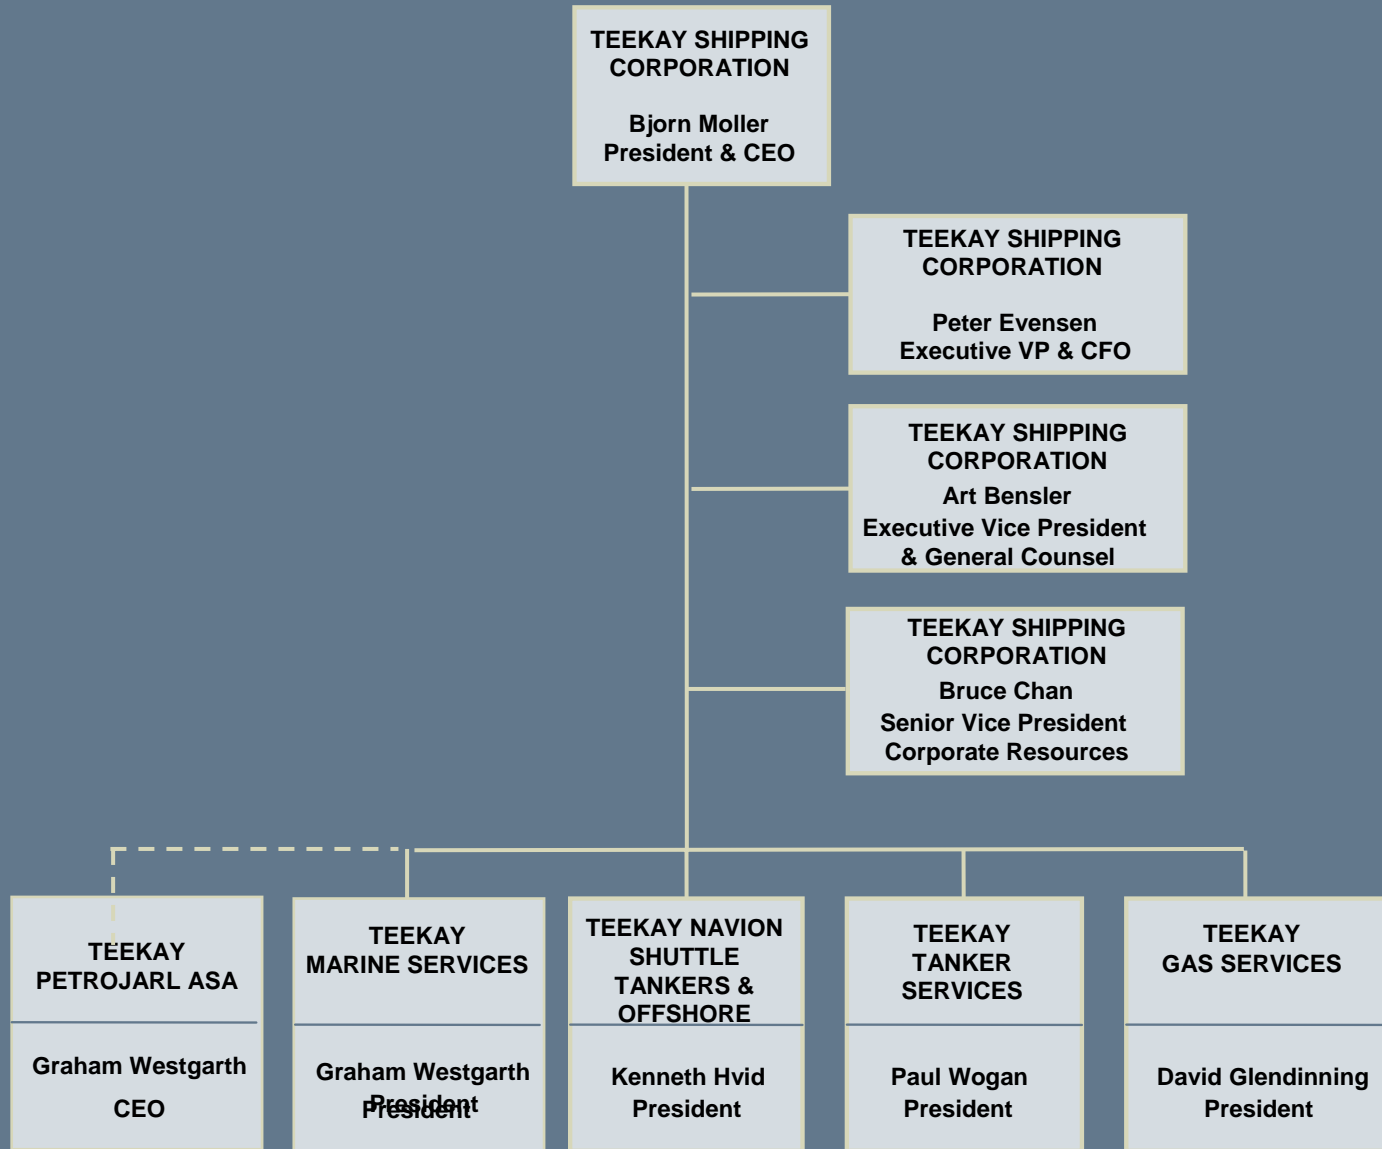 TEEKAY SHIPPING
CORPORATION
Bjorn Moller
President & CEO
TEEKAY SHIPPING
CORPORATION
Peter Evensen
Executive VP & CFO
TEEKAY SHIPPING
CORPORATION
Art Bensler
Executive Vice President
& General Counsel
TEEKAY SHIPPING
CORPORATION
Bruce Chan
Senior Vice President
Corporate Resources
TEEKAY
PETROJARL ASA
Graham Westgarth
CEO
TEEKAY
MARINE SERVICES
Graham Westgarth
President
President
TEEKAY NAVION
SHUTTLE
TANKERS &
OFFSHORE
Kenneth Hvid
President
TEEKAY
TANKER
SERVICES
Paul Wogan
President
TEEKAY
GAS SERVICES
David Glendinning
President